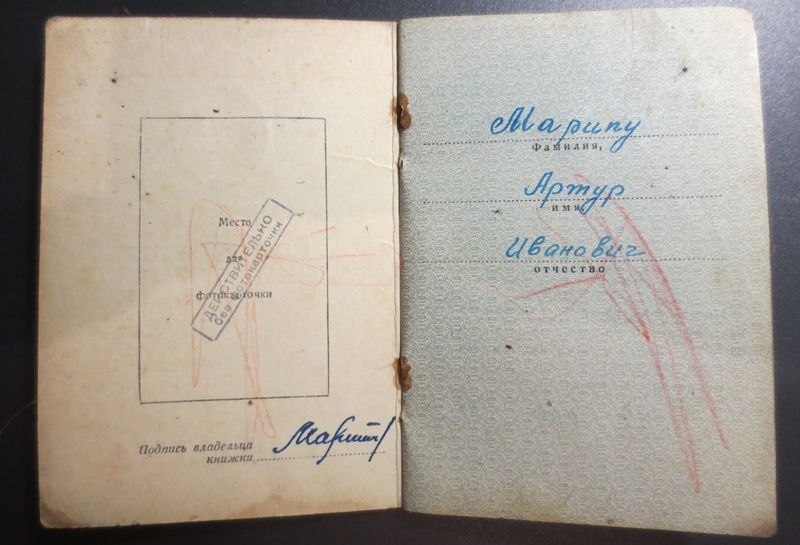 Место
для
фотокарточки
ДЕЙСТВИТЕЛЬНО
без фотокарточки
Подпись владельца
книжки
Марипу
Фамилия,
Артур
имя,
Иванович
отчество